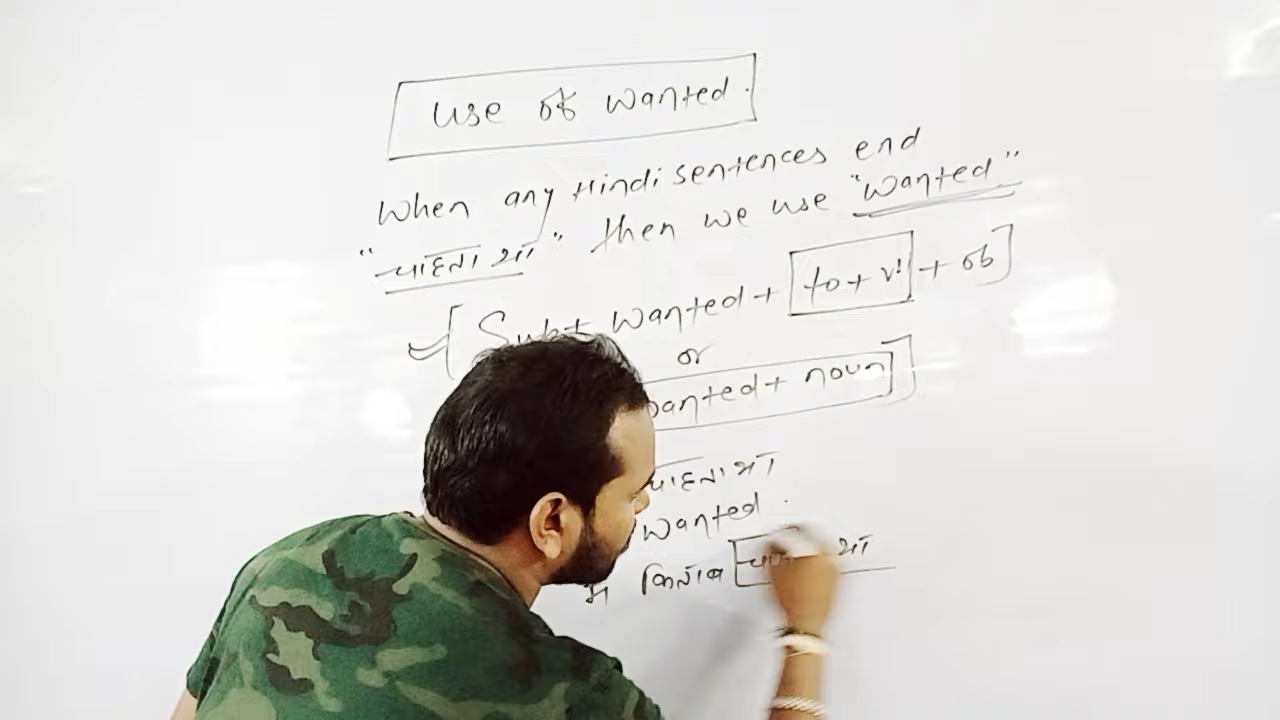 Use of wanted.
When any Hindi sentences end
"चाहता था" then we use "wanted"
[Sub+ wanted + to+v1 + ob]
or
wanted + noun]
चाहता था
wanted.
मैं किताब था